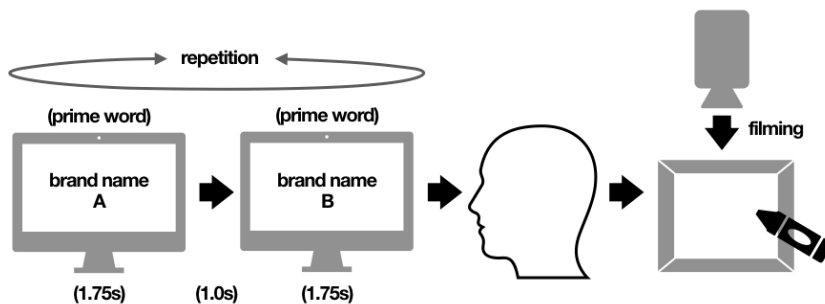 repetition
(prime word)
(prime word)
filming
brand name
A
brand name
B
(1.75s)
(1.0s)
(1.75s)